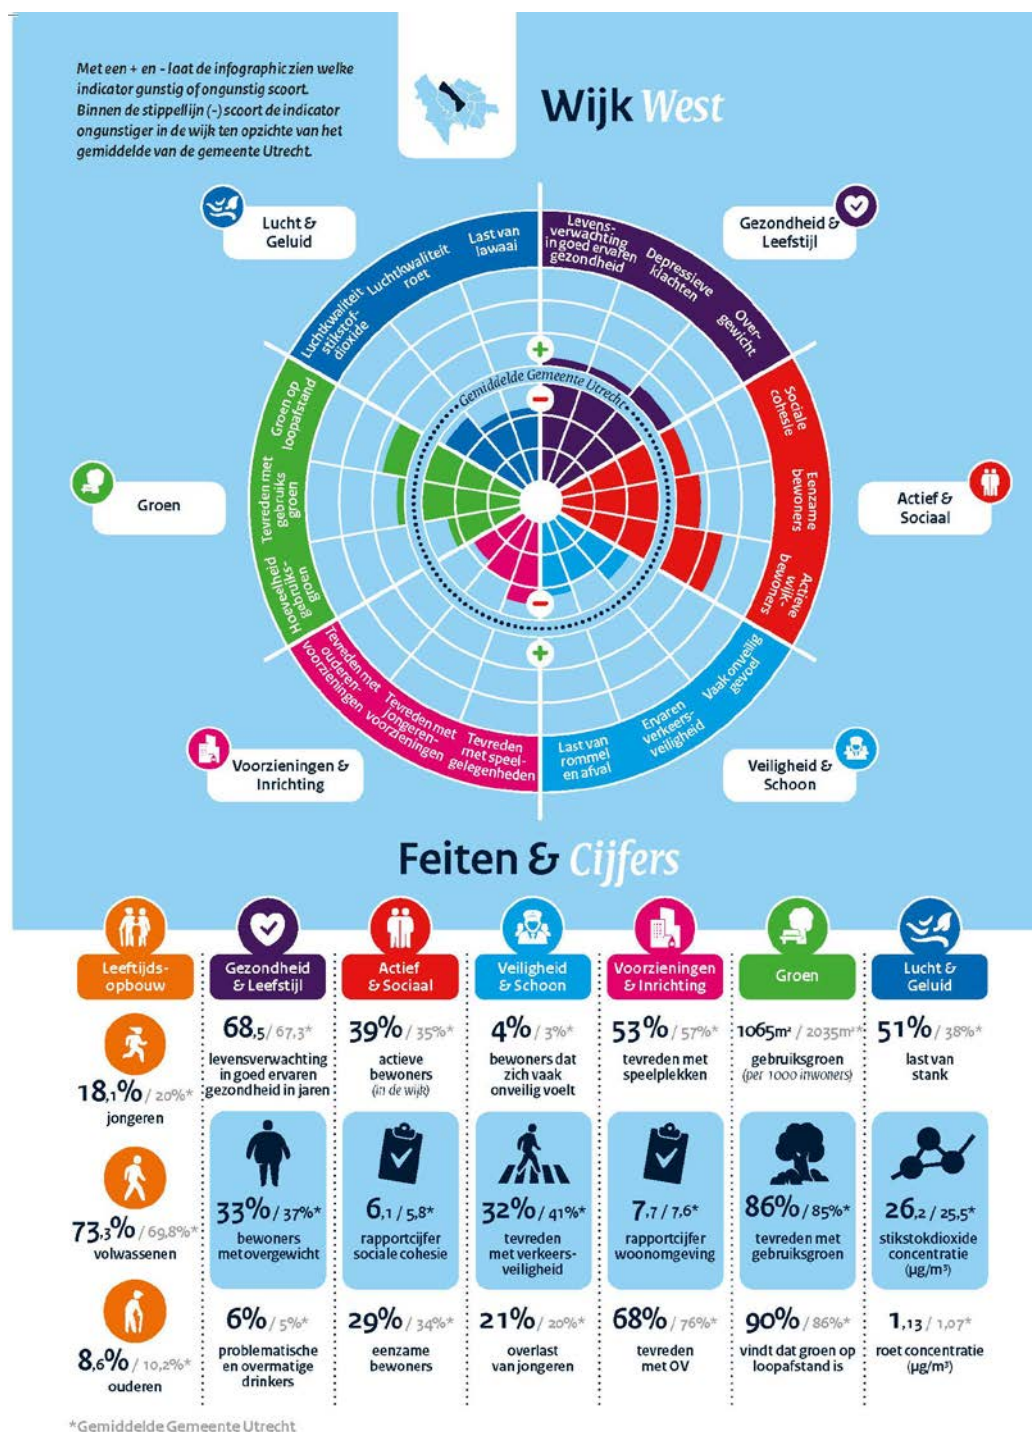 Met een + en - laat de infographic zien welke
indicator gunstig of ongunstig scoort.
Binnen de stippellijn (-) scoort de indicator
ongunstiger in de wijk ten opzichte van het
gemiddelde van de gemeente Utrecht.
Wijk West
Lucht &
Geluid
Gezondheid &
Leefstijl
Luchtkwaliteit
stikstof-
dioxide
Luchtkwaliteit
roet
Last van
lawaai
Levens-
verwachting
in goed ervaren
gezondheid
Depressieve
klachten
Over-
gewicht
+
Gemiddelde Gemeente Utrecht
-
Groen op
loopafstand
Tevreden met
gebruiks
groen
Hoeveelheid
gebruiks-
groen
Sociale
cohesie
Eenzame
bewoners
Actieve
wijk-
bewoners
Groen
Actief &
Sociaal
-
+
Tevreden met
ouderen-
voorzieningen
Tevreden met
jongeren-
voorzieningen
Tevreden
met speel-
gelegenheden
Last van
rommel
en afval
Ervaren
verkeers-
veiligheid
Vaak onveilig
gevoel
Voorzieningen &
Inrichting
Veiligheid &
Schoon
Feiten & Cijfers
Leeftijds-
opbouw
18,1% / 20%*
jongeren
73,3% / 69,8%*
volwassenen
8,6% / 10,2%*
ouderen
Gezondheid
& Leefstijl
68,5 / 67,3*
levensverwachting
in goed ervaren
gezondheid in jaren
33% / 37%*
bewoners
met overgewicht
6% / 5%*
problematische
en overmatige
drinkers
Actief
& Sociaal
39% / 35%*
actieve
bewoners
(in de wijk)
6,1 / 5,8*
rapportcijfer
sociale cohesie
29% / 34%*
eenzame
bewoners
Veiligheid
& Schoon
4% / 3%*
bewoners dat
zich vaak
onveilig voelt
32% / 41%*
tevreden
met verkeers-
veiligheid
21% / 20%*
overlast
van jongeren
Voorzieningen
& Inrichting
53% / 57%*
tevreden met
speelplekken
7,7 / 7,6*
rapportcijfer
woonomgeving
68% / 76%*
tevreden
met OV
Groen
1065m² / 2035m²*
gebruiksgroen
(per 1000 inwoners)
86% / 85%*
tevreden met
gebruiksgroen
90% / 86%*
vindt dat groen op
loopafstand is
Lucht &
Geluid
51% / 38%*
last van
stank
26,2 / 25,5*
stikstokdioxide
concentratie
(µg/m³)
1,13 / 1,07*
roet concentratie
(µg/m³)
*Gemiddelde Gemeente Utrecht